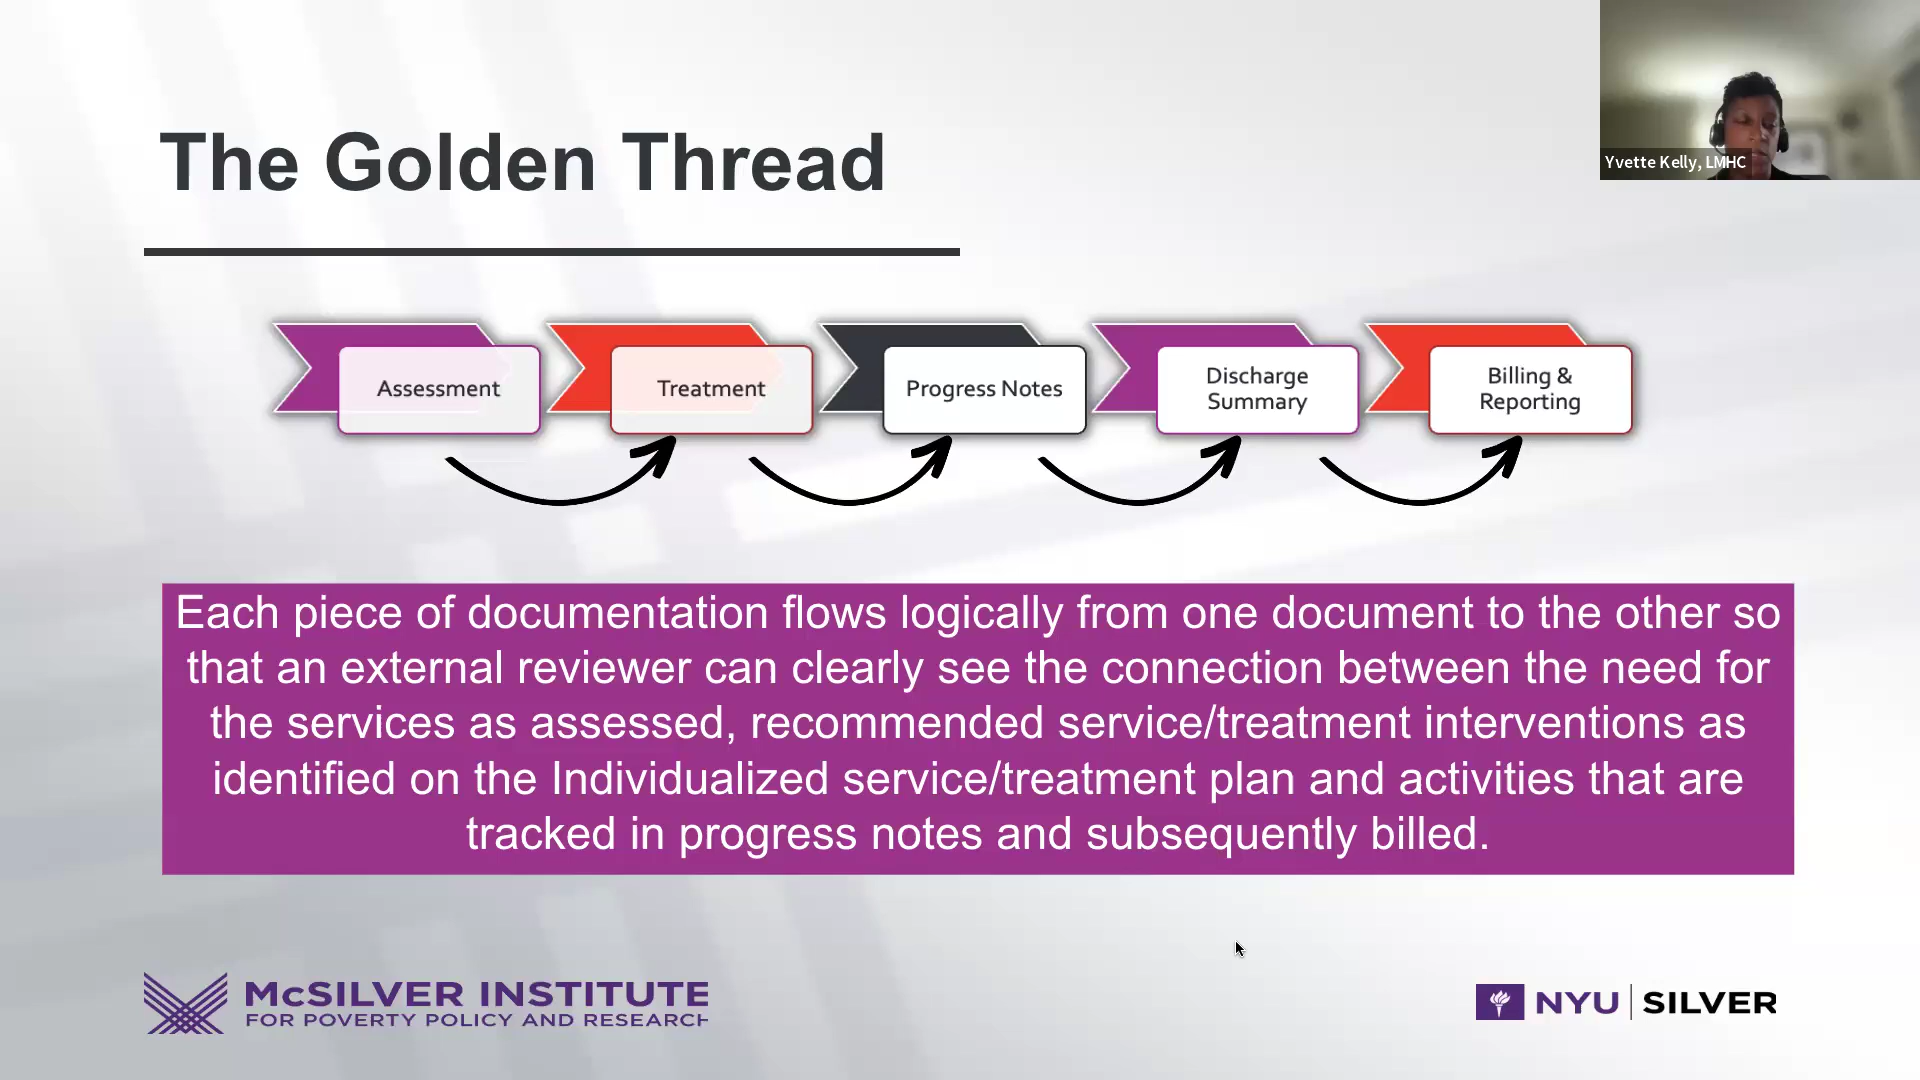 Yvette Kelly, LMHC
The Golden Thread
Assessment
Treatment
Progress Notes
Discharge
Summary
Billing &
Reporting
Each piece of documentation flows logically from one document to the other so
that an external reviewer can clearly see the connection between the need for
the services as assessed, recommended service/treatment interventions as
identified on the Individualized service/treatment plan and activities that are
tracked in progress notes and subsequently billed.
McSILVER INSTITUTE
FOR POVERTY POLICY AND RESEARCH
NYU SILVER